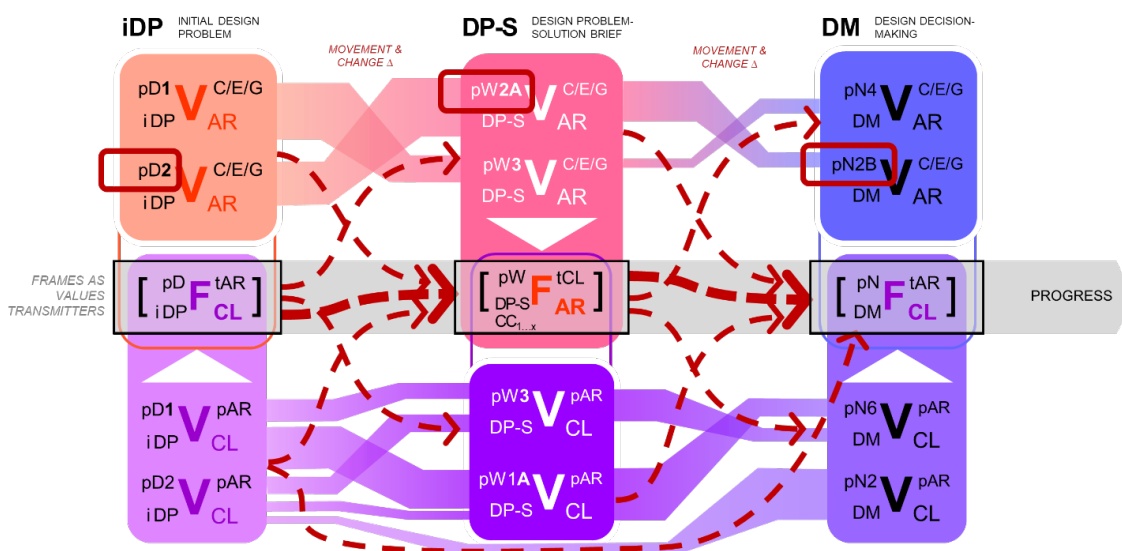 iDP INITIAL DESIGN PROBLEM
DP-S DESIGN PROBLEM-SOLUTION BRIEF
DM DESIGN DECISION-MAKING
MOVEMENT & CHANGE Δ
MOVEMENT & CHANGE Δ
pD1 V C/E/G
iDP AR
pD2 V C/E/G
iDP AR
pW2A V C/E/G
DP-S AR
pW3 V C/E/G
DP-S AR
pN4 V C/E/G
DM AR
pN2B V C/E/G
DM AR
FRAMES AS
VALUES
TRANSMITTERS
[ pD F tAR ]
iDP CL
[ pW F tCL ]
DP-S AR
CC1...x
[ pN F tAR ]
DM CL
PROGRESS
pD1 V pAR
iDP CL
pD2 V pAR
iDP CL
pW3 V pAR
DP-S CL
pW1A V pAR
DP-S CL
pN6 V pAR
DM CL
pN2 V pAR
DM CL